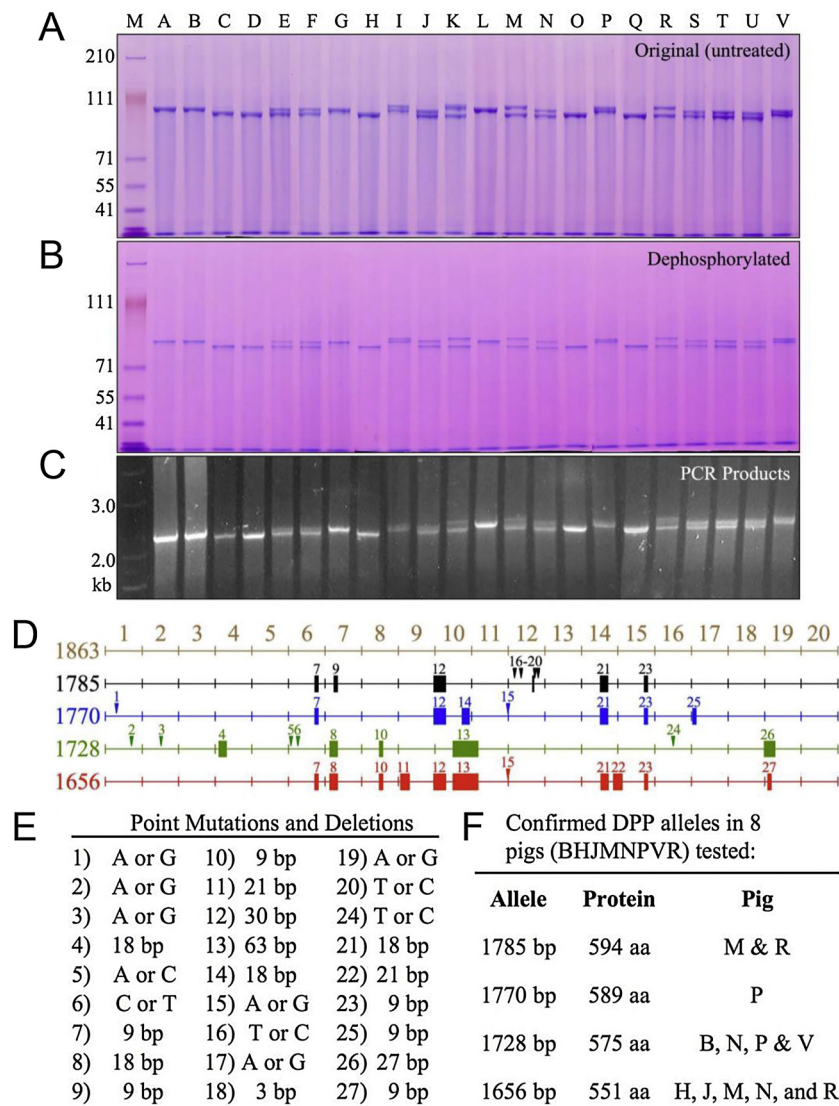 A
M A B C D E F G H I J K L M N O P Q R S T U V
Original (untreated)
210
111
71
55
41
B
Dephosphorylated
111
71
55
41
C
PCR Products
3.0
2.0
kb
D
1 2 3 4 5 6 7 8 9 10 11 12 13 14 15 16 17 18 19 20
1863
7 9 12 16-20 21 23
1785
1 7 12 14 15 21 23 25
1770
2 3 4 56 8 10 13 24 26
1728
7 8 10 11 12 13 15 21 22 23 27
1656
E
Point Mutations and Deletions
1) A or G 10) 9 bp 19) A or G
2) A or G 11) 21 bp 20) T or C
3) A or G 12) 30 bp 24) T or C
4) 18 bp 13) 63 bp 21) 18 bp
5) A or C 14) 18 bp 22) 21 bp
6) C or T 15) A or G 23) 9 bp
7) 9 bp 16) T or C 25) 9 bp
8) 18 bp 17) A or G 26) 27 bp
9) 9 bp 18) 3 bp 27) 9 bp
F
Confirmed DPP alleles in 8
pigs (BHJMNPVR) tested:
Allele Protein Pig
1785 bp 594 aa M & R
1770 bp 589 aa P
1728 bp 575 aa B, N, P & V
1656 bp 551 aa H, J, M, N, and R